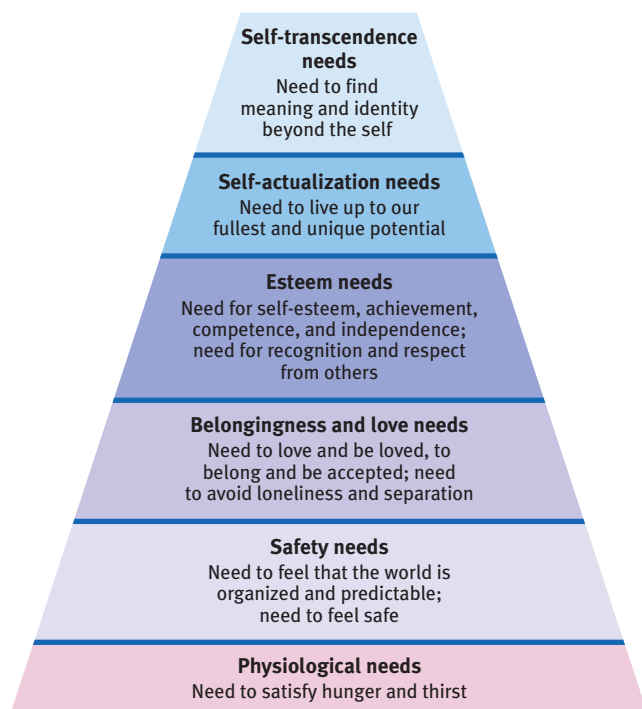 Self-transcendence
needs
Need to find
meaning and identity
beyond the self
Self-actualization needs
Need to live up to our
fullest and unique potential
Esteem needs
Need for self-esteem, achievement,
competence, and independence;
need for recognition and respect
from others
Belongingness and love needs
Need to love and be loved, to
belong and be accepted; need
to avoid loneliness and separation
Safety needs
Need to feel that the world is
organized and predictable;
need to feel safe
Physiological needs
Need to satisfy hunger and thirst